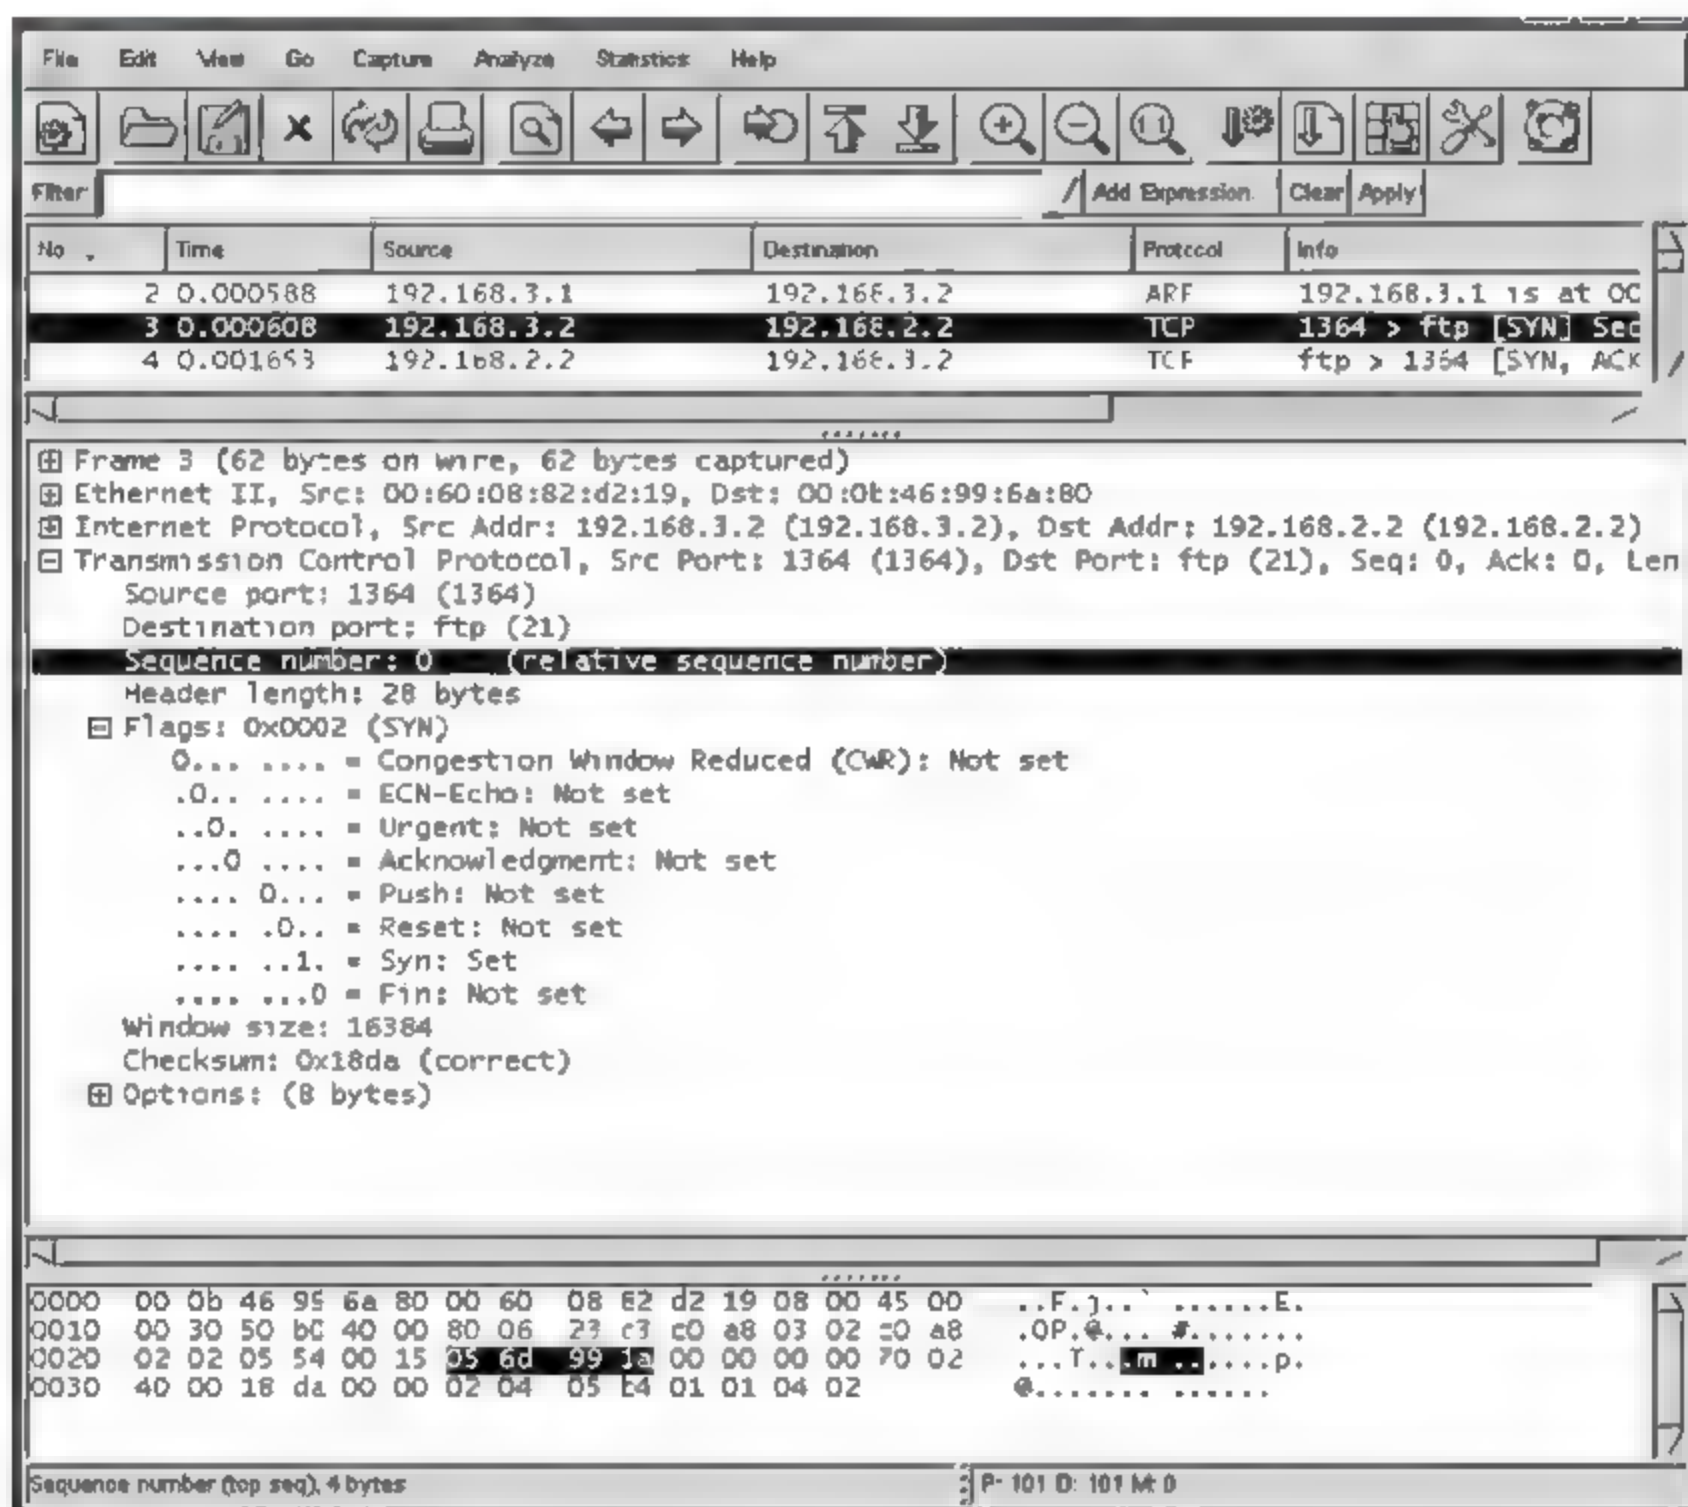 File Edit View Go Capture Analyze Statistics Help
Filter Add Expression. Clear Apply
No. Time Source Destination Protocol Info
2 0.000588 192.168.3.1 192.168.3.2 ARP 192.168.3.1 is at 00
3 0.000608 192.168.3.2 192.168.2.2 TCP 1364 > ftp [SYN] Sec
4 0.001653 192.168.2.2 192.168.3.2 TCP ftp > 1364 [SYN, ACK
Frame 3 (62 bytes on wire, 62 bytes captured)
Ethernet II, Src: 00:60:08:82:d2:19, Dst: 00:0b:46:99:6a:80
Internet Protocol, Src Addr: 192.168.3.2 (192.168.3.2), Dst Addr: 192.168.2.2 (192.168.2.2)
Transmission Control Protocol, Src Port: 1364 (1364), Dst Port: ftp (21), Seq: 0, Ack: 0, Len
Source port: 1364 (1364)
Destination port: ftp (21)
Sequence number: 0 (relative sequence number)
Header length: 28 bytes
Flags: 0x0002 (SYN)
0... .... = Congestion Window Reduced (CWR): Not set
.0.. .... = ECN-Echo: Not set
..0. .... = Urgent: Not set
...0 .... = Acknowledgment: Not set
.... 0... = Push: Not set
.... .0.. = Reset: Not set
.... ..1. = Syn: Set
.... ...0 = Fin: Not set
Window size: 16384
Checksum: 0x18da (correct)
Options: (8 bytes)
0000 00 0b 46 99 6a 80 00 60 08 82 d2 19 08 00 45 00 ..F.j..` ......E.
0010 00 30 50 b0 40 00 80 06 23 c3 c0 a8 03 02 c0 a8 .0P.@... #.......
0020 02 02 05 54 00 15 05 6d 99 1a 00 00 00 00 70 02 ...T...m ......p.
0030 40 00 18 da 00 00 02 04 05 b4 01 01 04 02 @....... ......
Sequence number (tcp seq), 4 bytes P: 101 D: 101 M: 0